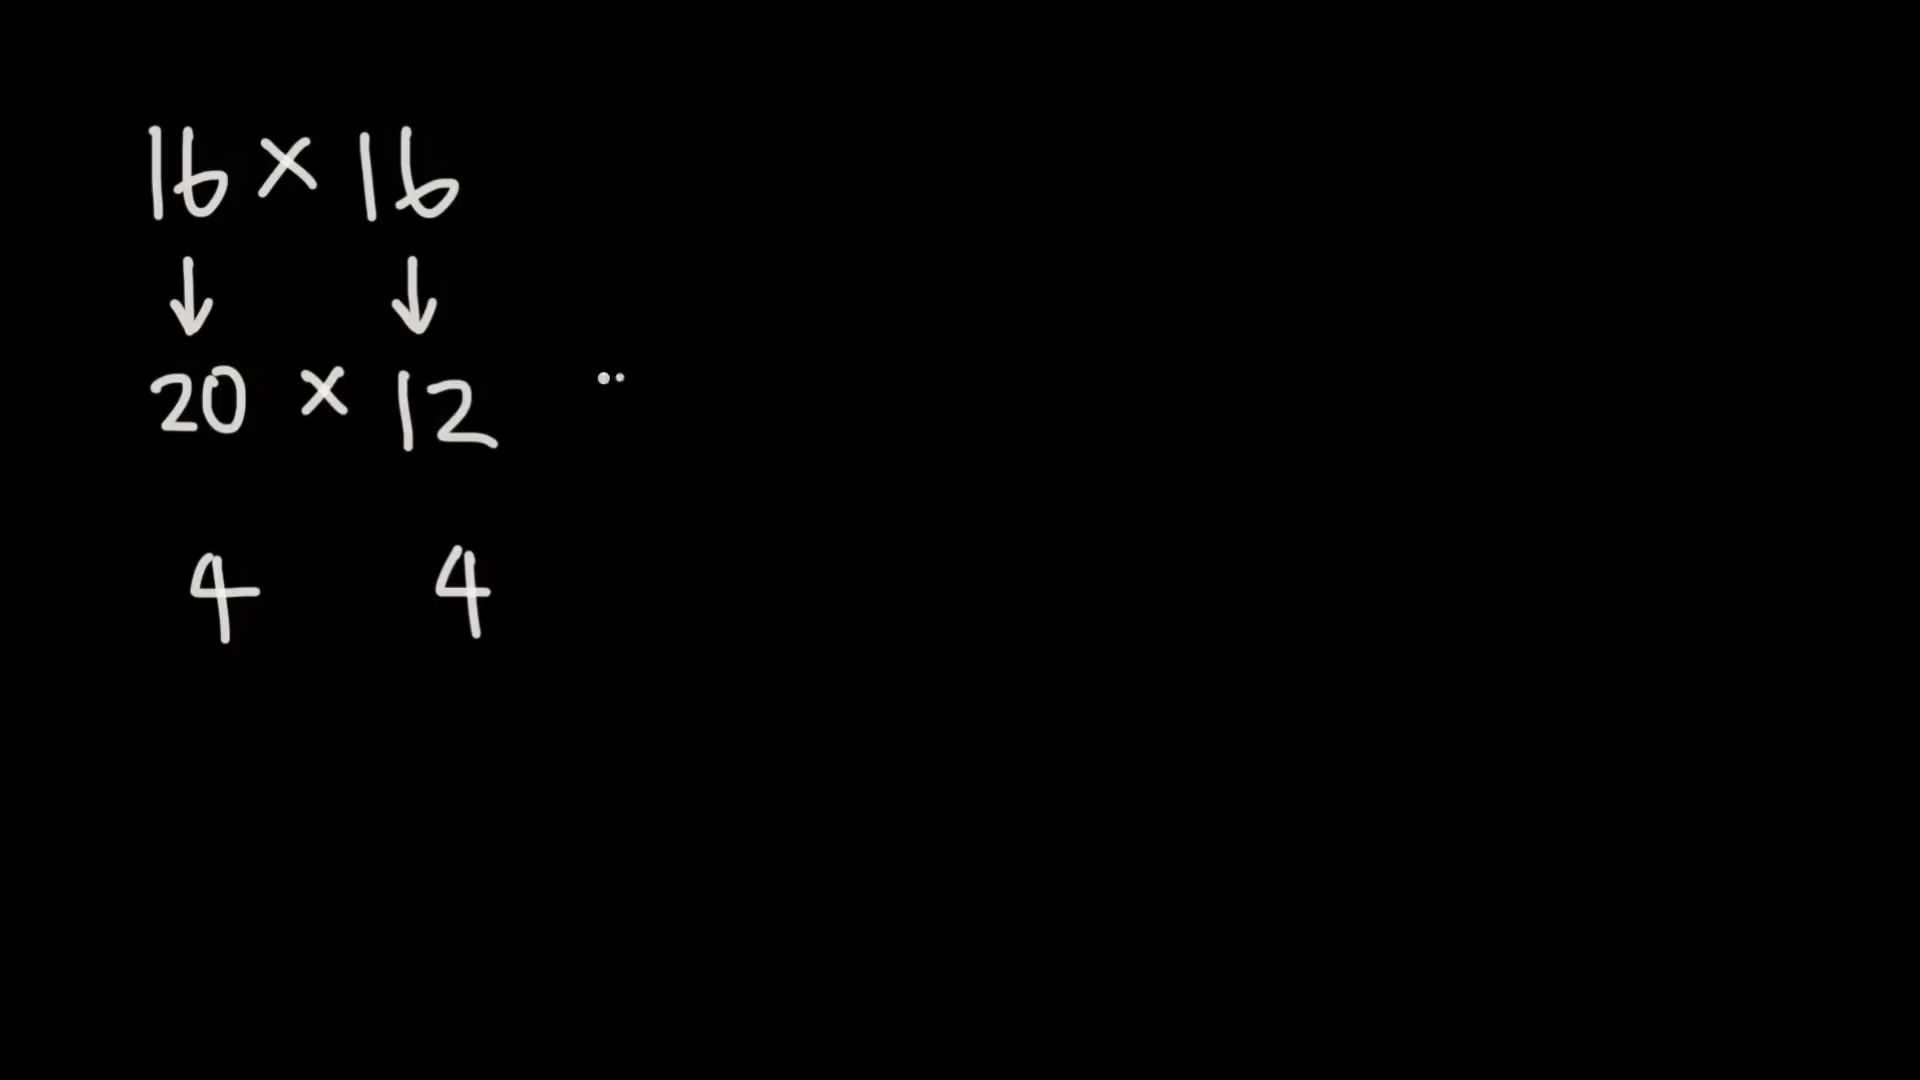 16 × 16
↓ ↓
20 × 12
4 4